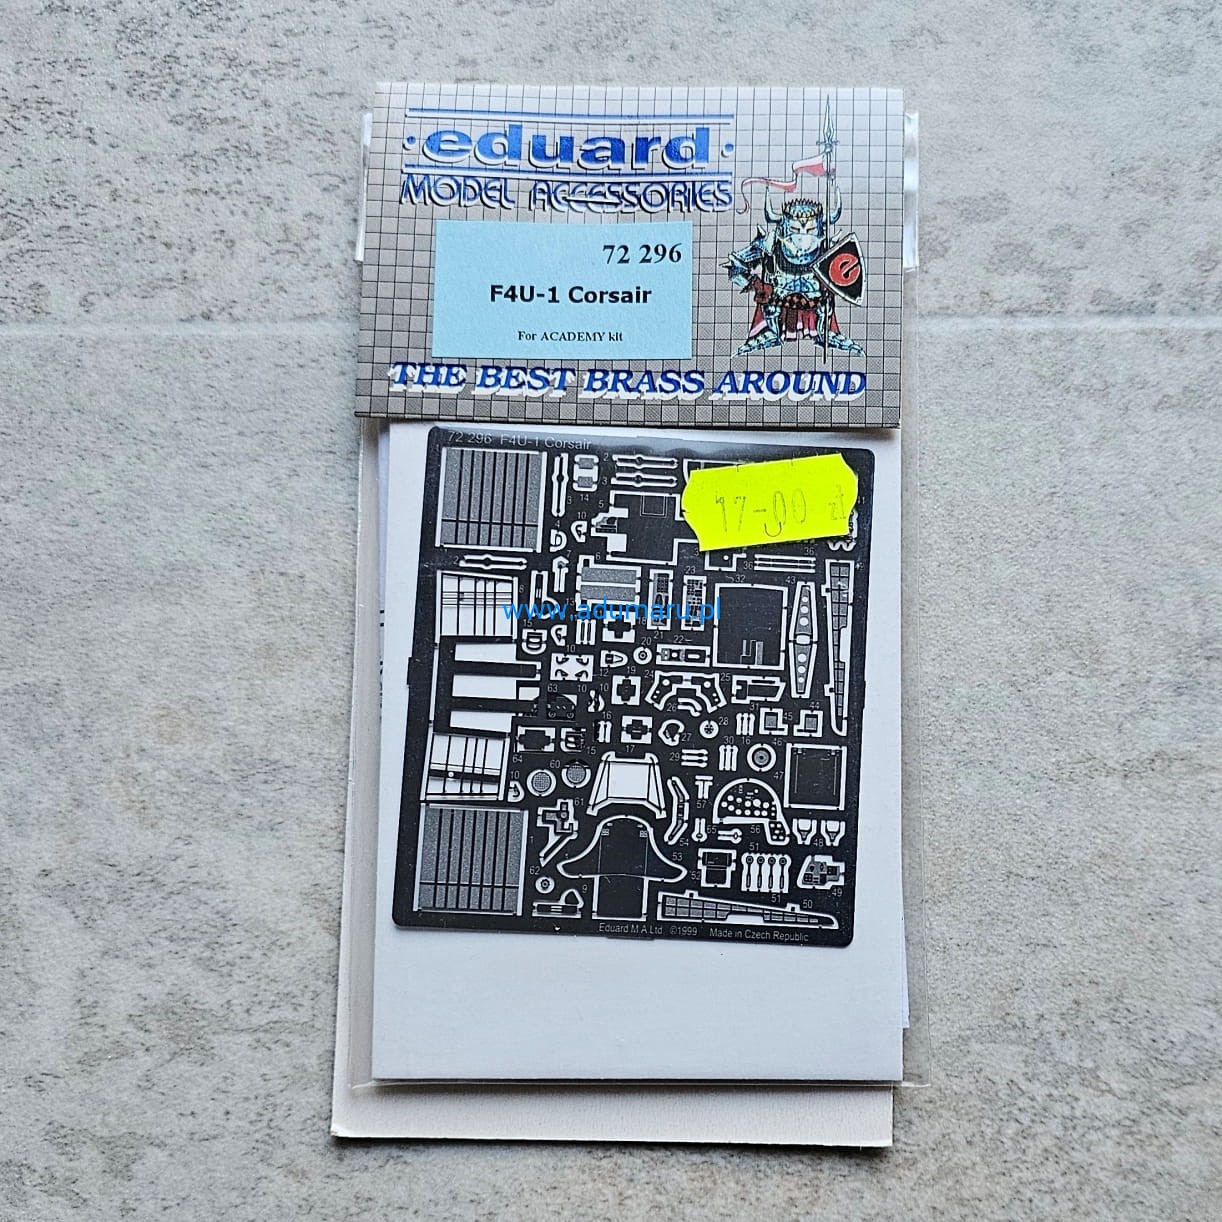 eduard
MODEL ACCESSORIES
72 296
F4U-1 Corsair
For ACADEMY kit
e
THE BEST BRASS AROUND
72 296 F4U-1 Corsair
17-00 zł
www.adumaru.pl
Eduard M.A Ltd. ©1999 Made in Czech Republic